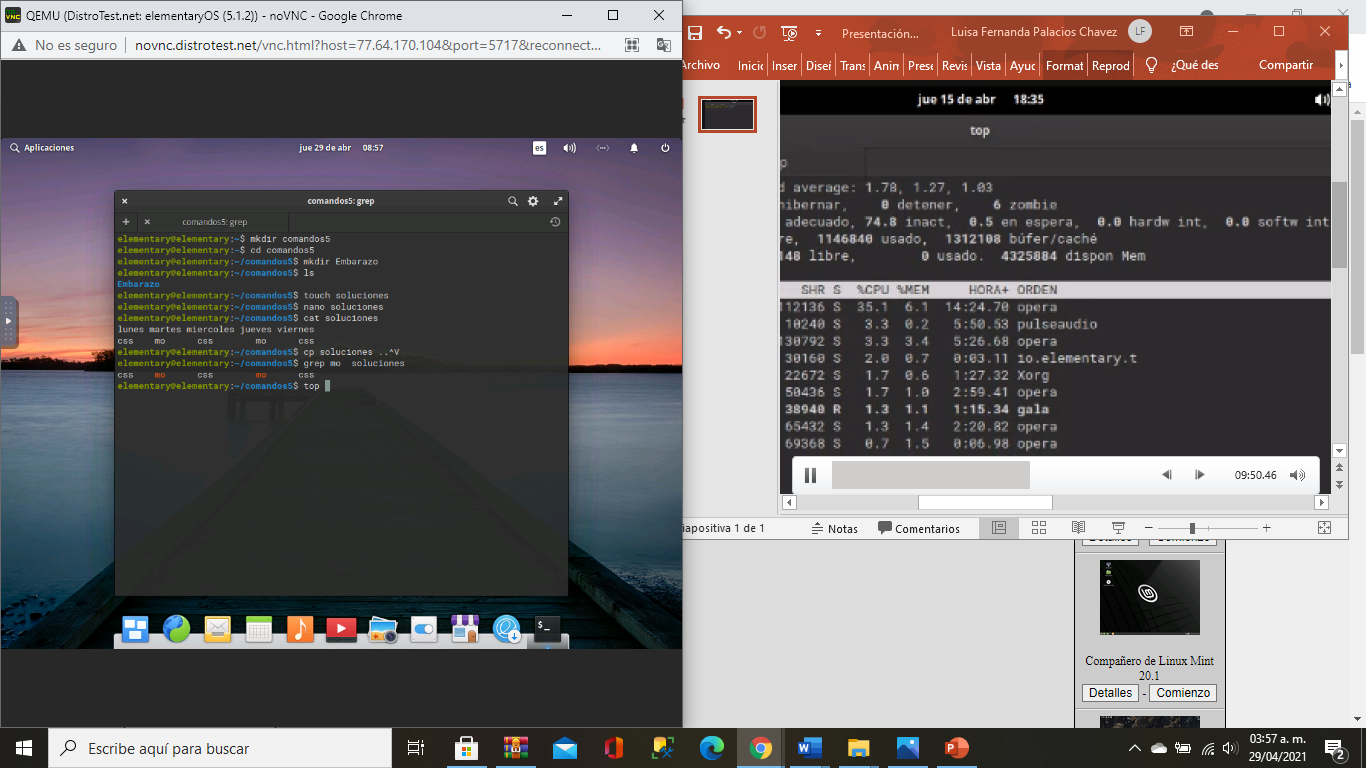 QEMU (DistroTest.net: elementaryOS (5.1.2)) - noVNC - Google Chrome
No es seguro | novnc.distrotest.net/vnc.html?host=77.64.170.104&port=5717&reconnect...
Aplicaciones
jue 29 de abr 08:57
es
comandos5: grep
comandos5: grep
elementary@elementary:~$ mkdir comandos5
elementary@elementary:~$ cd comandos5
elementary@elementary:~/comandos5$ mkdir Embarazo
elementary@elementary:~/comandos5$ ls
Embarazo
elementary@elementary:~/comandos5$ touch soluciones
elementary@elementary:~/comandos5$ nano soluciones
elementary@elementary:~/comandos5$ cat soluciones
lunes martes miercoles jueves viernes
css mo css mo css
elementary@elementary:~/comandos5$ cp soluciones ..^V
elementary@elementary:~/comandos5$ grep mo  soluciones
css mo css mo css
elementary@elementary:~/comandos5$ top
$_
Presentación...
Luisa Fernanda Palacios Chavez
LF
Archivo Inicio Inser Diseñ Trans Anim Prese Revis Vista Ayuc Format Reprod ¿Qué des Compartir
jue 15 de abr 18:35
top
d average: 1.78, 1.27, 1.03
hibernar, 0 detener, 6 zombie
adecuado, 74.8 inact, 0.5 en espera, 0.0 hardw int, 0.0 softw int
re, 1146840 usado, 1312108 búfer/caché
148 libre, 0 usado. 4325884 dispon Mem
SHR S %CPU %MEM HORA+ ORDEN
112136 S 35.1 6.1 14:24.70 opera
10240 S 3.3 0.2 5:50.53 pulseaudio
130792 S 3.3 3.4 5:26.68 opera
30160 S 2.0 0.7 0:03.11 io.elementary.t
22672 S 1.7 0.6 1:27.32 Xorg
50436 S 1.7 1.0 2:59.41 opera
38940 R 1.3 1.1 1:15.34 gala
65432 S 1.3 1.4 2:20.82 opera
69368 S 0.7 1.5 0:06.98 opera
09:50.46
iapositiva 1 de 1
Notas
Comentarios
Detalles - Comienzo
Compañero de Linux Mint
20.1
Detalles - Comienzo
Escribe aquí para buscar
03:57 a. m.
29/04/2021
2